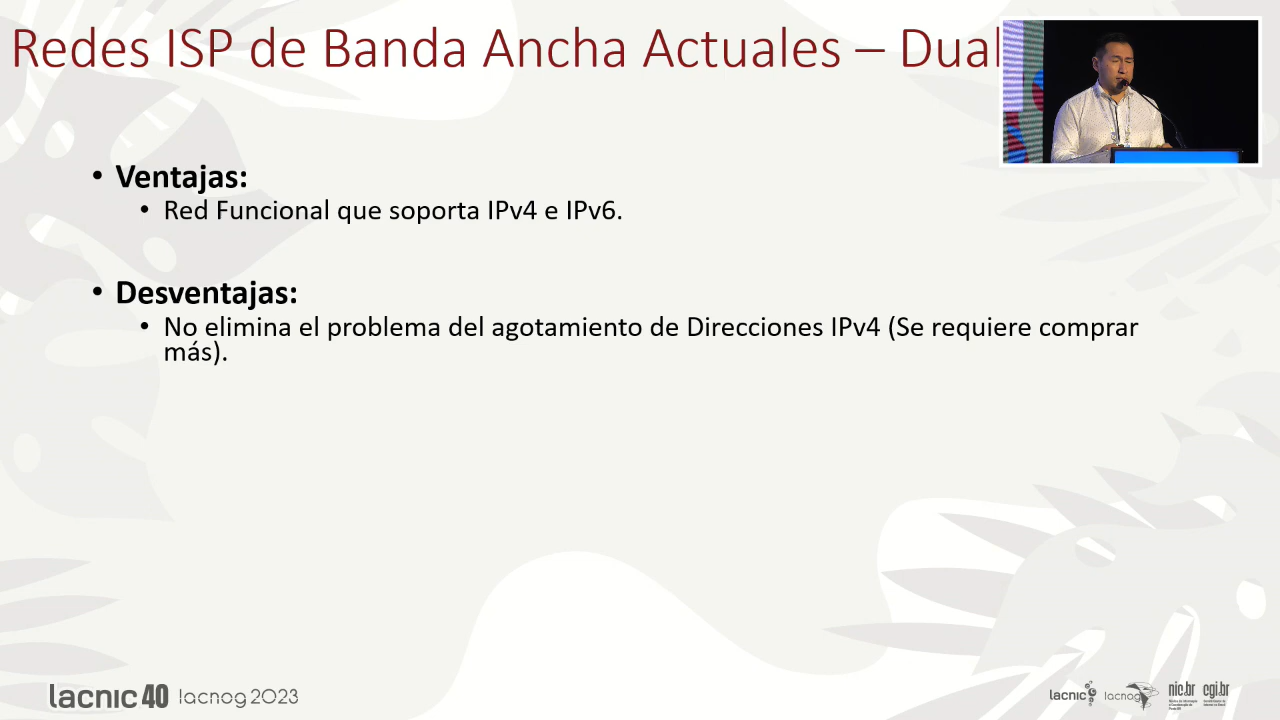 Redes ISP de Banda Ancha Actuales – Dual
• Ventajas:
• Red Funcional que soporta IPv4 e IPv6.
• Desventajas:
• No elimina el problema del agotamiento de Direcciones IPv4 (Se requiere comprar
más).
lacnic 40 lacnog 2023
lacnic lacnog nic.br cgi.br